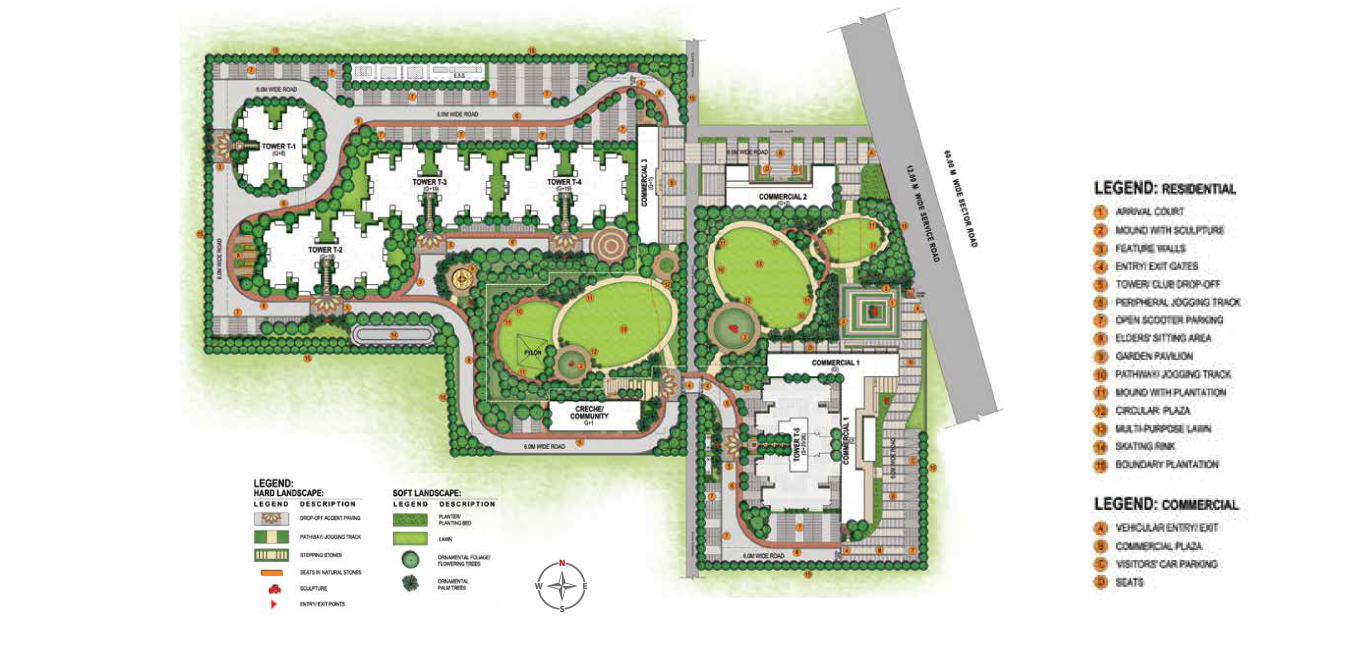 E.S.S
6.0M WIDE ROAD
6.0M WIDE ROAD
TOWER T-1
TOWER T-3
(G+19)
TOWER T-4
(G+19)
COMMERCIAL 3
(G+1)
6.0M WIDE ROAD
COMMERCIAL 2
12.00 M WIDE SERVICE ROAD
60.00 M WIDE SECTOR ROAD
TOWER T-2
6.0M WIDE ROAD
PYLON
COMMERCIAL 1
(G)
CRECHE/
COMMUNITY
G+1
6.0M WIDE ROAD
TOWER T-5
COMMERCIAL 1
(G)
6.0M WIDE ROAD
6.0M WIDE ROAD
LEGEND:
HARD LANDSCAPE:
LEGEND DESCRIPTION
DROP-OFF ACCENT PAVING
PATHWAY/ JOGGING TRACK
STEPPING STONES
SEATS IN NATURAL STONES
SCULPTURE
ENTRY/ EXIT POINTS
SOFT LANDSCAPE:
LEGEND DESCRIPTION
PLANTER/
PLANTING BED
LAWN
ORNAMENTAL FOLIAGE/
FLOWERING TREES
ORNAMENTAL
PALM TREES
N
W E
S
LEGEND: RESIDENTIAL
1 ARRIVAL COURT
2 MOUND WITH SCULPTURE
3 FEATURE WALLS
4 ENTRY/ EXIT GATES
5 TOWER/ CLUB DROP-OFF
6 PERIPHERAL JOGGING TRACK
7 OPEN SCOOTER PARKING
8 ELDERS' SITTING AREA
9 GARDEN PAVILION
10 PATHWAY/ JOGGING TRACK
11 MOUND WITH PLANTATION
12 CIRCULAR PLAZA
13 MULTI-PURPOSE LAWN
14 SKATING RINK
15 BOUNDARY PLANTATION
LEGEND: COMMERCIAL
A VEHICULAR ENTRY/ EXIT
B COMMERCIAL PLAZA
C VISITORS' CAR PARKING
D SEATS